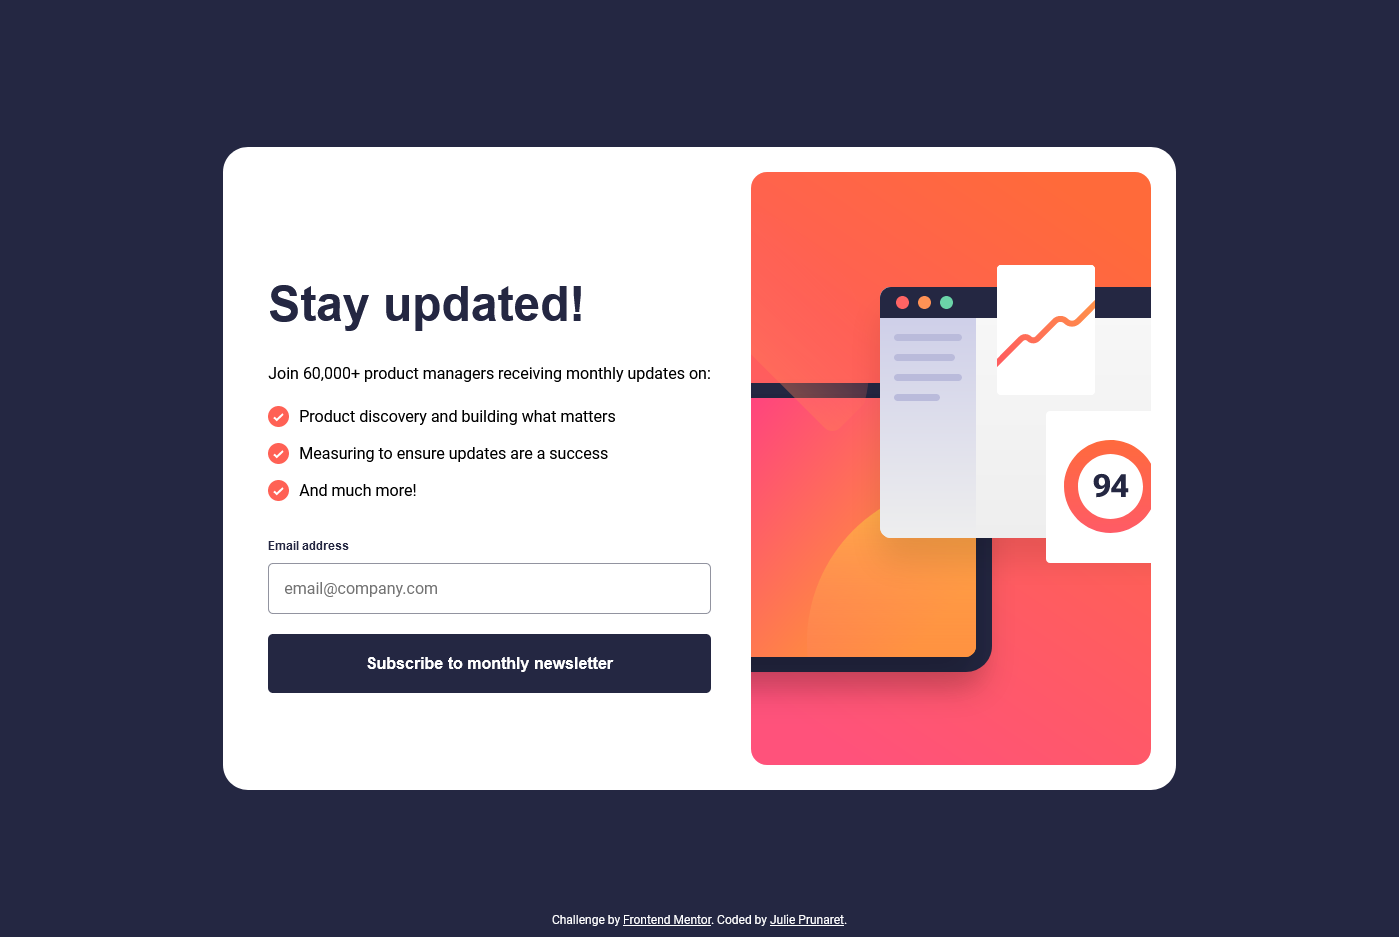 Stay updated!
Join 60,000+ product managers receiving monthly updates on:
Product discovery and building what matters
Measuring to ensure updates are a success
And much more!
Email address
email@company.com
Subscribe to monthly newsletter
94
Challenge by Frontend Mentor. Coded by Julie Prunaret.